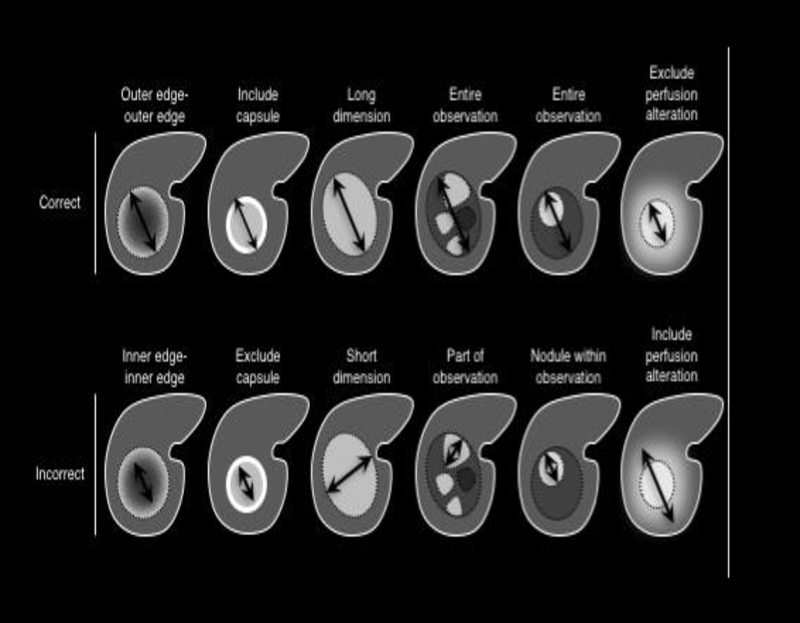 Outer edge-
outer edge
Include
capsule
Long
dimension
Entire
observation
Entire
observation
Exclude
perfusion
alteration
Correct
Inner edge-
inner edge
Exclude
capsule
Short
dimension
Part of
observation
Nodule within
observation
Include
perfusion
alteration
Incorrect